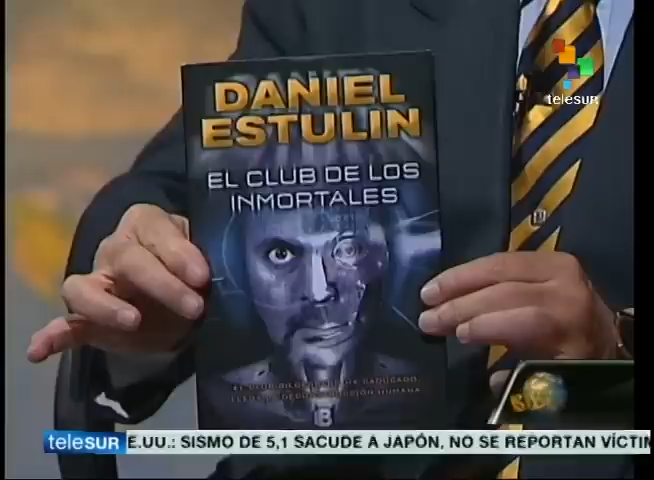 telesur
DANIEL
ESTULIN
EL CLUB DE LOS
INMORTALES
B
telesur E.UU.: SISMO DE 5,1 SACUDE A JAPÓN, NO SE REPORTAN VÍCTIM